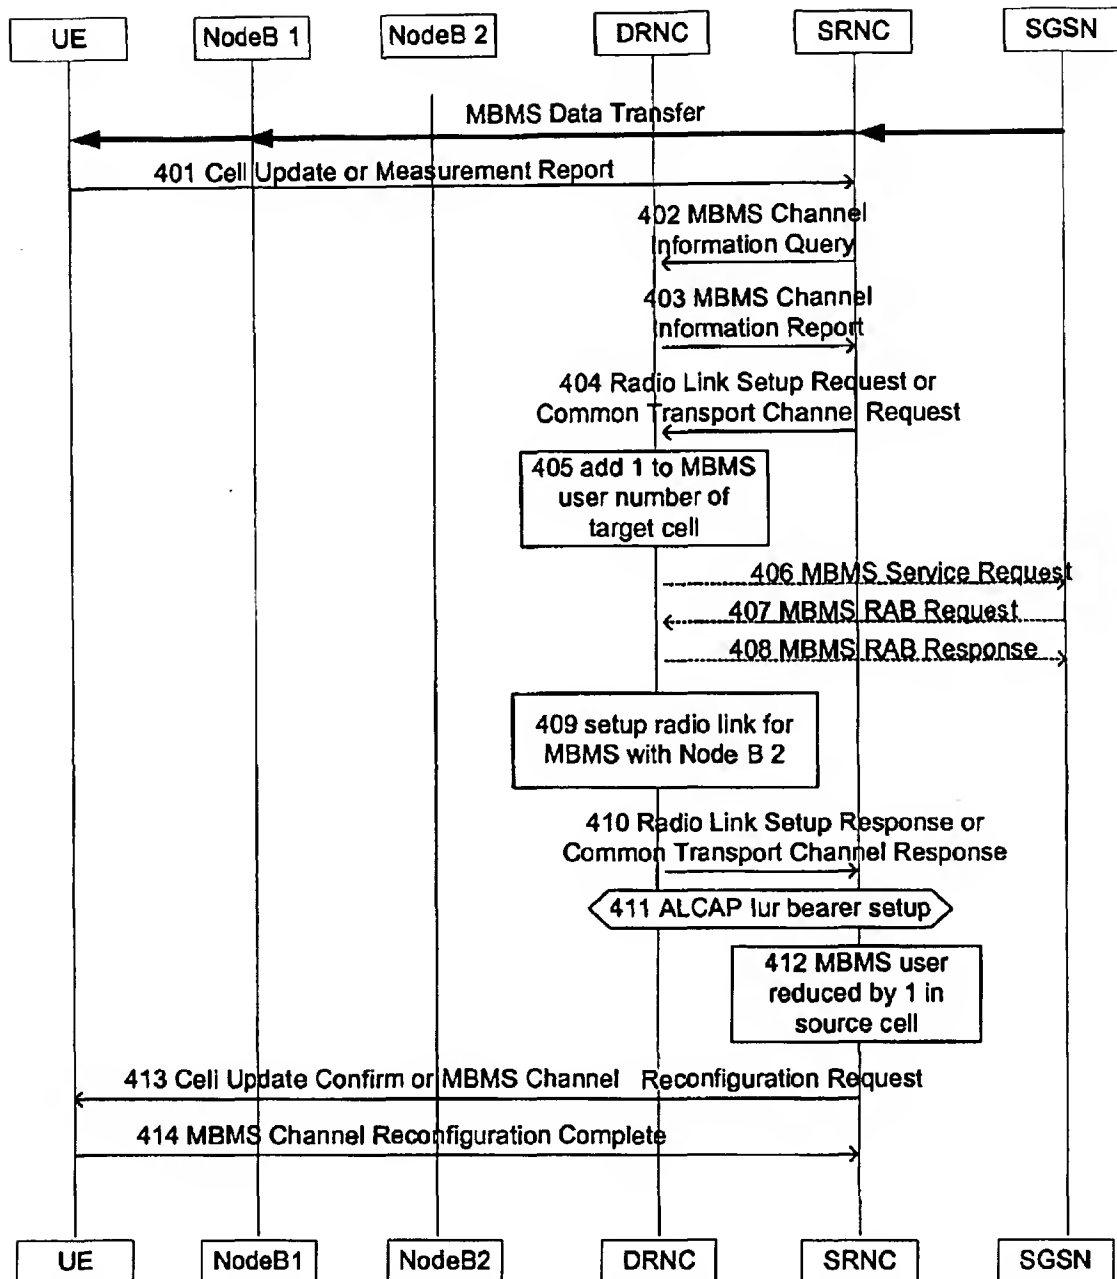 UE
NodeB 1
NodeB 2
DRNC
SRNC
SGSN
MBMS Data Transfer
401 Cell Update or Measurement Report
402 MBMS Channel
Information Query
403 MBMS Channel
Information Report
404 Radio Link Setup Request or
Common Transport Channel Request
405 add 1 to MBMS
user number of
target cell
406 MBMS Service Request
407 MBMS RAB Request
408 MBMS RAB Response
409 setup radio link for
MBMS with Node B 2
410 Radio Link Setup Response or
Common Transport Channel Response
411 ALCAP Iur bearer setup
412 MBMS user
reduced by 1 in
source cell
413 Cell Update Confirm or MBMS Channel Reconfiguration Request
414 MBMS Channel Reconfiguration Complete
UE
NodeB1
NodeB2
DRNC
SRNC
SGSN